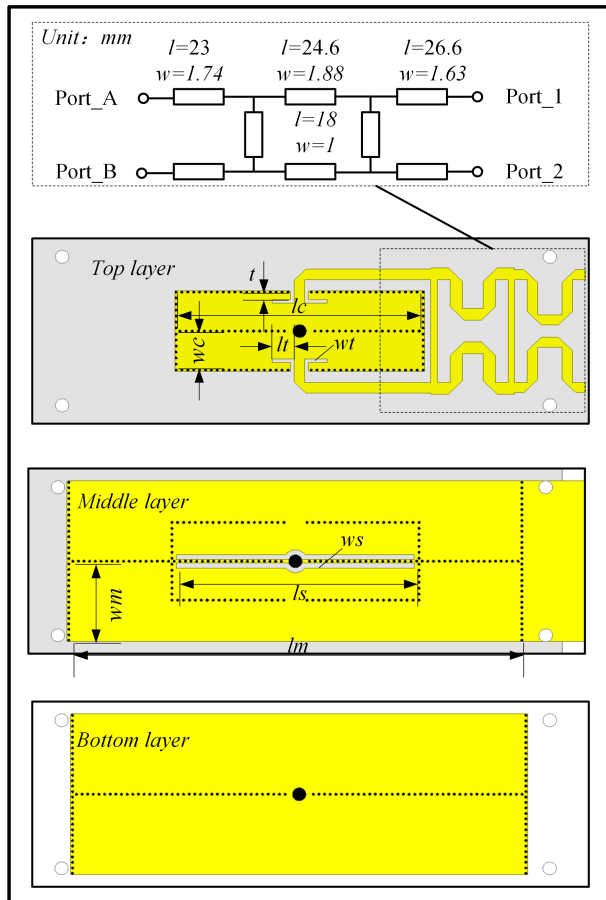 Unit：mm
l=23 l=24.6 l=26.6
w=1.74 w=1.88 w=1.63
Port_A Port_1
l=18
w=1
Port_B Port_2
Top layer
t
lc
wc
lt
wt
Middle layer
ws
ls
wm
lm
Bottom layer